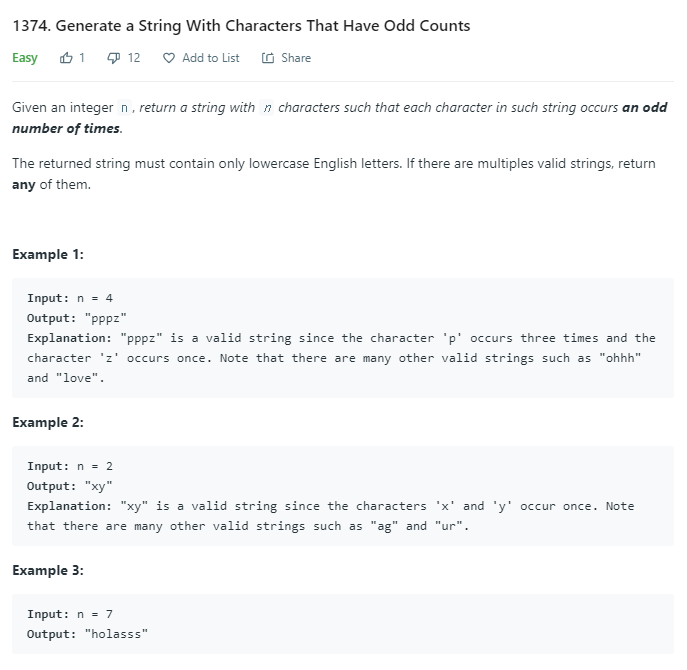 1374. Generate a String With Characters That Have Odd Counts
Easy 1 12 Add to List Share
Given an integer n, return a string with n characters such that each character in such string occurs an odd
number of times.
The returned string must contain only lowercase English letters. If there are multiples valid strings, return
any of them.
Example 1:
Input: n = 4
Output: "pppz"
Explanation: "pppz" is a valid string since the character 'p' occurs three times and the
character 'z' occurs once. Note that there are many other valid strings such as "ohhh"
and "love".
Example 2:
Input: n = 2
Output: "xy"
Explanation: "xy" is a valid string since the characters 'x' and 'y' occur once. Note
that there are many other valid strings such as "ag" and "ur".
Example 3:
Input: n = 7
Output: "holasss"